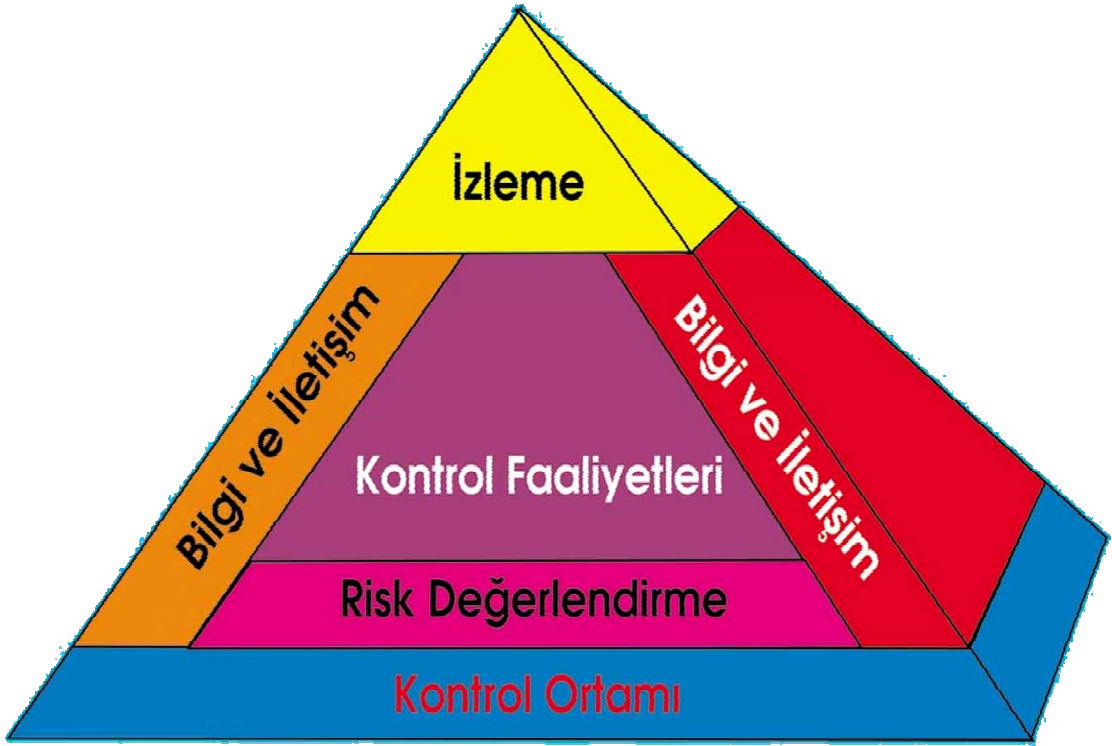 İzleme
Bilgi ve İletişim
Bilgi ve İletişim
Kontrol Faaliyetleri
Risk Değerlendirme
Kontrol Ortamı